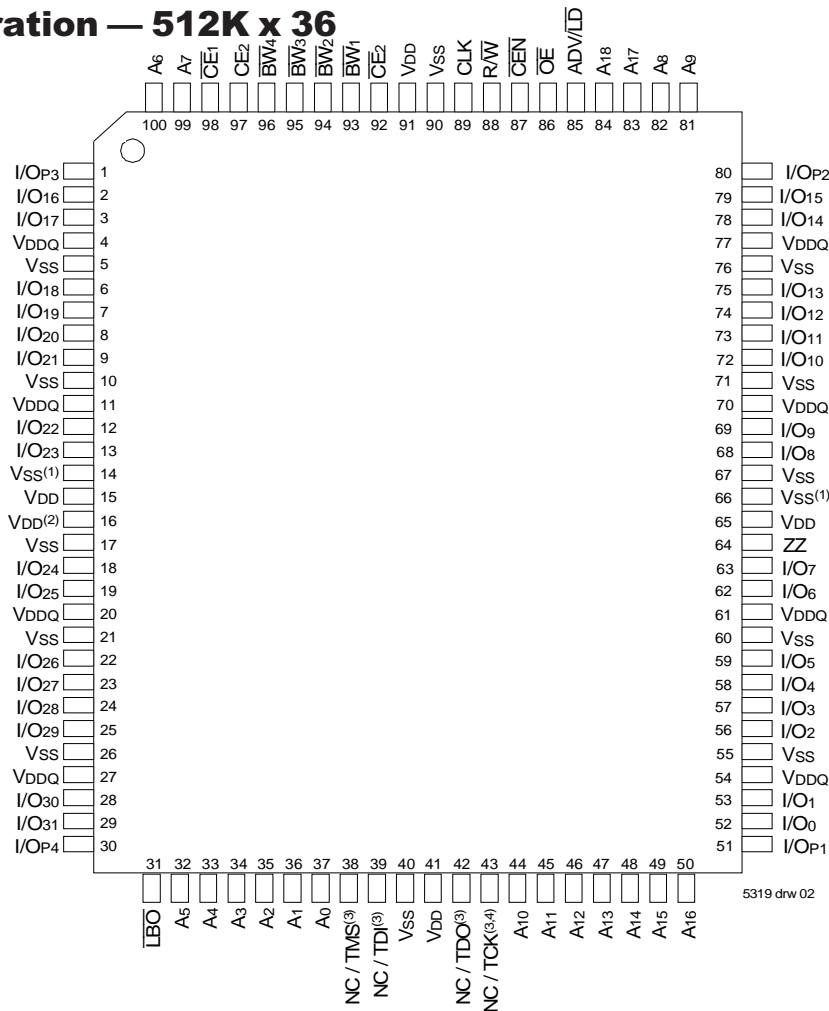 ration — 512K x 36
A6 A7 C̅E̅1 CE2 B̅W̅4 B̅W̅3 B̅W̅2 B̅W̅1 C̅E̅2 VDD VSS CLK R/W̅ C̅E̅N̅ O̅E̅ ADV/L̅D̅ A18 A17 A8 A9
100 99 98 97 96 95 94 93 92 91 90 89 88 87 86 85 84 83 82 81
I/OP3 1 80 I/OP2
I/O16 2 79 I/O15
I/O17 3 78 I/O14
VDDQ 4 77 VDDQ
VSS 5 76 VSS
I/O18 6 75 I/O13
I/O19 7 74 I/O12
I/O20 8 73 I/O11
I/O21 9 72 I/O10
VSS 10 71 VSS
VDDQ 11 70 VDDQ
I/O22 12 69 I/O9
I/O23 13 68 I/O8
VSS(1) 14 67 VSS
VDD 15 66 VSS(1)
VDD(2) 16 65 VDD
VSS 17 64 ZZ
I/O24 18 63 I/O7
I/O25 19 62 I/O6
VDDQ 20 61 VDDQ
VSS 21 60 VSS
I/O26 22 59 I/O5
I/O27 23 58 I/O4
I/O28 24 57 I/O3
I/O29 25 56 I/O2
VSS 26 55 VSS
VDDQ 27 54 VDDQ
I/O30 28 53 I/O1
I/O31 29 52 I/O0
I/OP4 30 51 I/OP1
31 32 33 34 35 36 37 38 39 40 41 42 43 44 45 46 47 48 49 50
L̅B̅O̅ A5 A4 A3 A2 A1 A0 NC / TMS(3) NC / TDI(3) VSS VDD NC / TDO(3) NC / TCK(3,4) A10 A11 A12 A13 A14 A15 A16
5319 drw 02